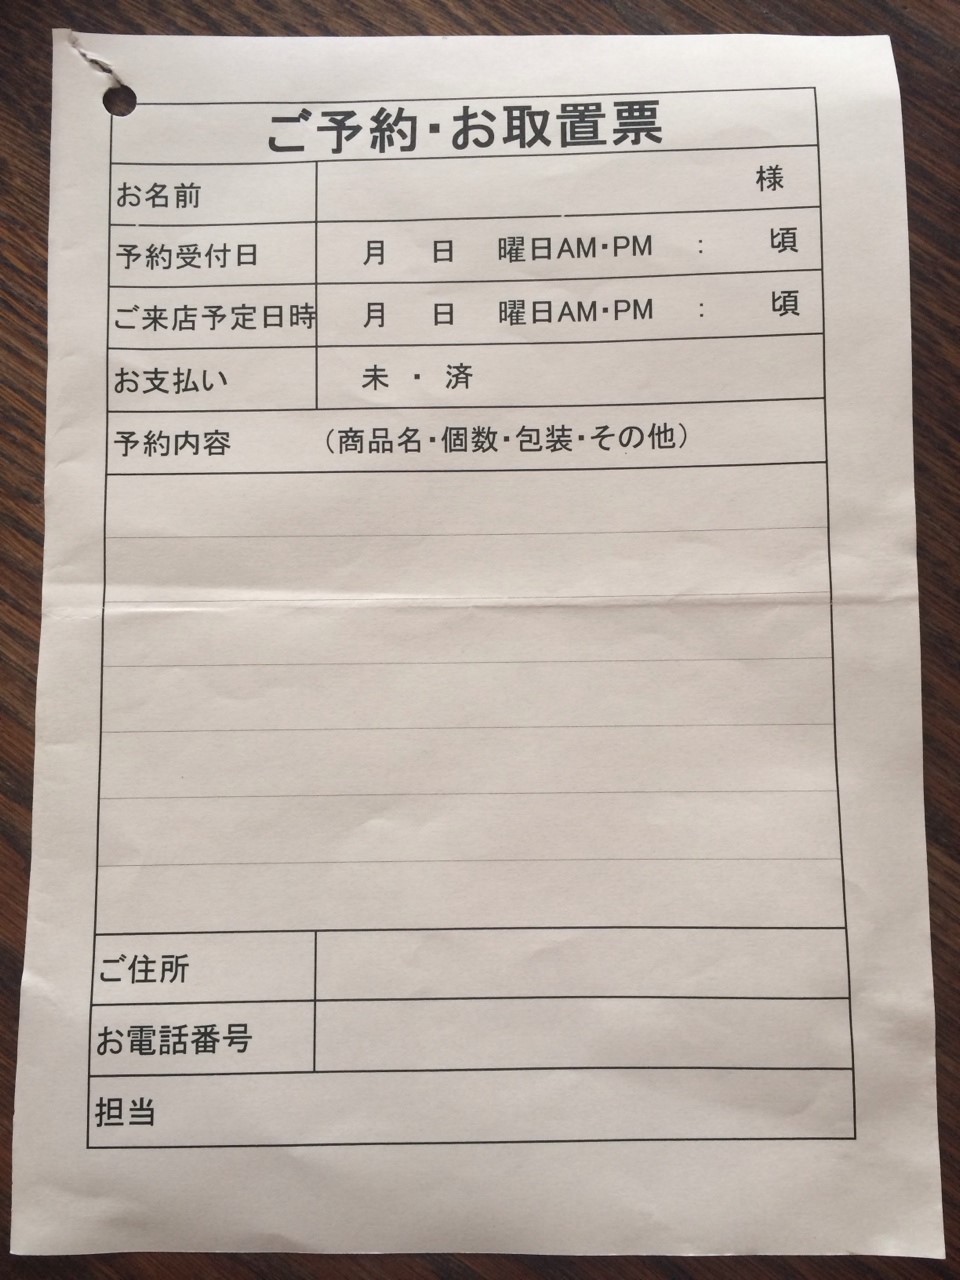 ご予約・お取置票
お名前 様
予約受付日 月 日 曜日AM・PM : 頃
ご来店予定日時 月 日 曜日AM・PM : 頃
お支払い 未 ・ 済
予約内容 （商品名・個数・包装・その他）
ご住所
お電話番号
担当